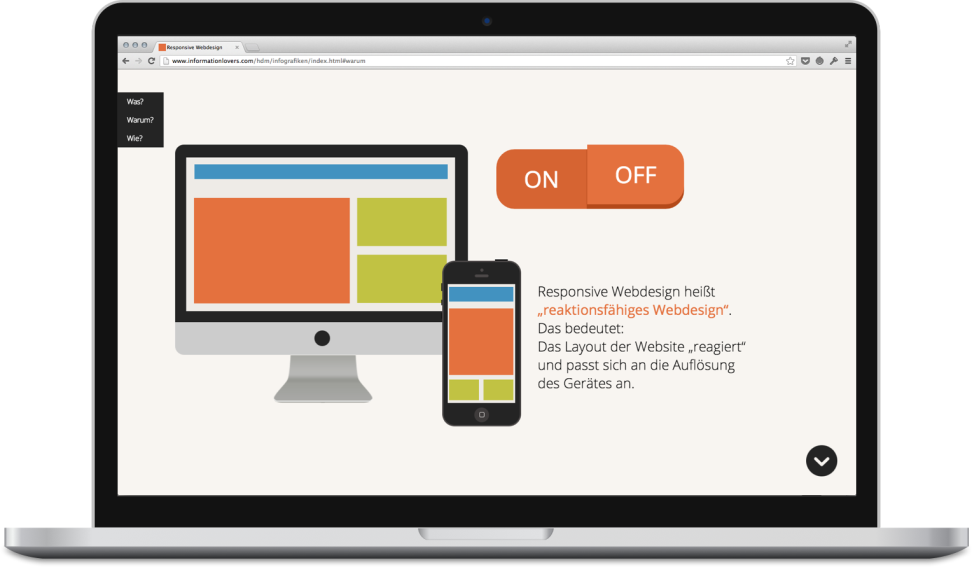 Responsive Webdesign
www.informationlovers.com/hdm/infografiken/index.html#warum
Was?
Warum?
Wie?
ON
OFF
Responsive Webdesign heißt
„reaktionsfähiges Webdesign“.
Das bedeutet:
Das Layout der Website „reagiert“
und passt sich an die Auflösung
des Gerätes an.